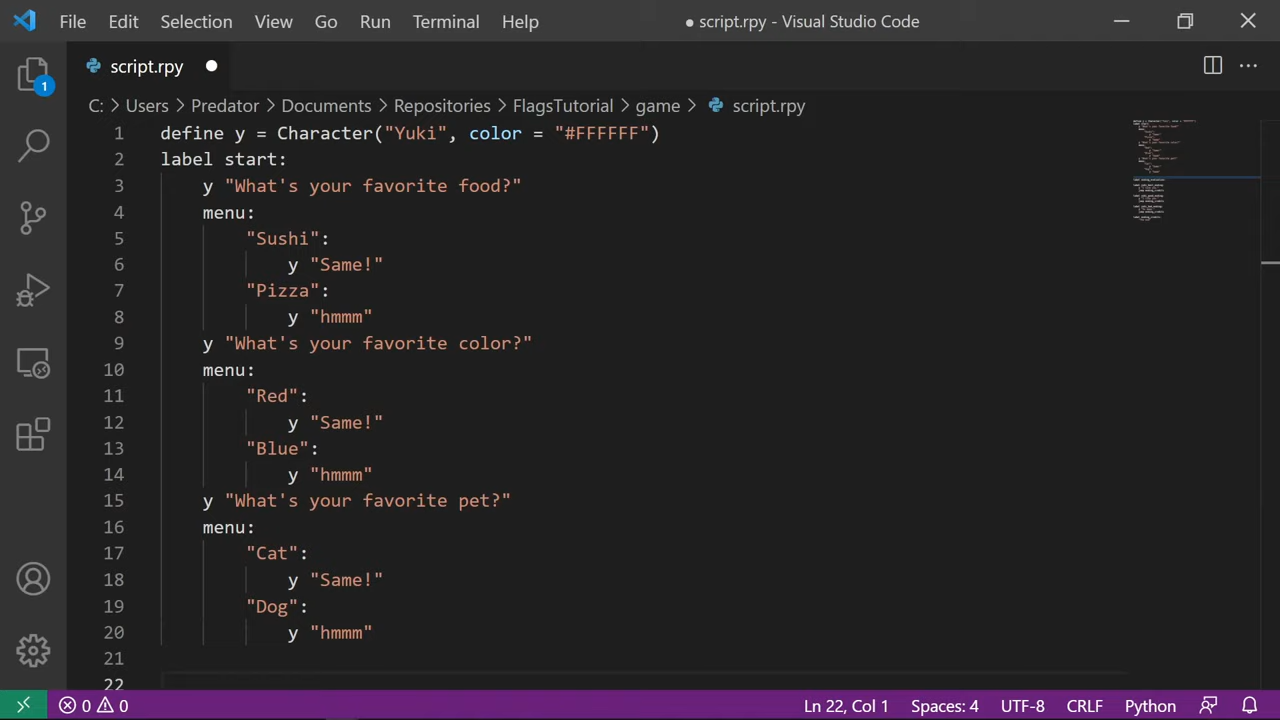 File Edit Selection View Go Run Terminal Help ● script.rpy - Visual Studio Code
script.rpy
1
C: > Users > Predator > Documents > Repositories > FlagsTutorial > game > script.rpy
1 define y = Character("Yuki", color = "#FFFFFF")
2 label start:
3 y "What's your favorite food?"
4 menu:
5 "Sushi":
6 y "Same!"
7 "Pizza":
8 y "hmmm"
9 y "What's your favorite color?"
10 menu:
11 "Red":
12 y "Same!"
13 "Blue":
14 y "hmmm"
15 y "What's your favorite pet?"
16 menu:
17 "Cat":
18 y "Same!"
19 "Dog":
20 y "hmmm"
21
22
0 0 Ln 22, Col 1 Spaces: 4 UTF-8 CRLF Python